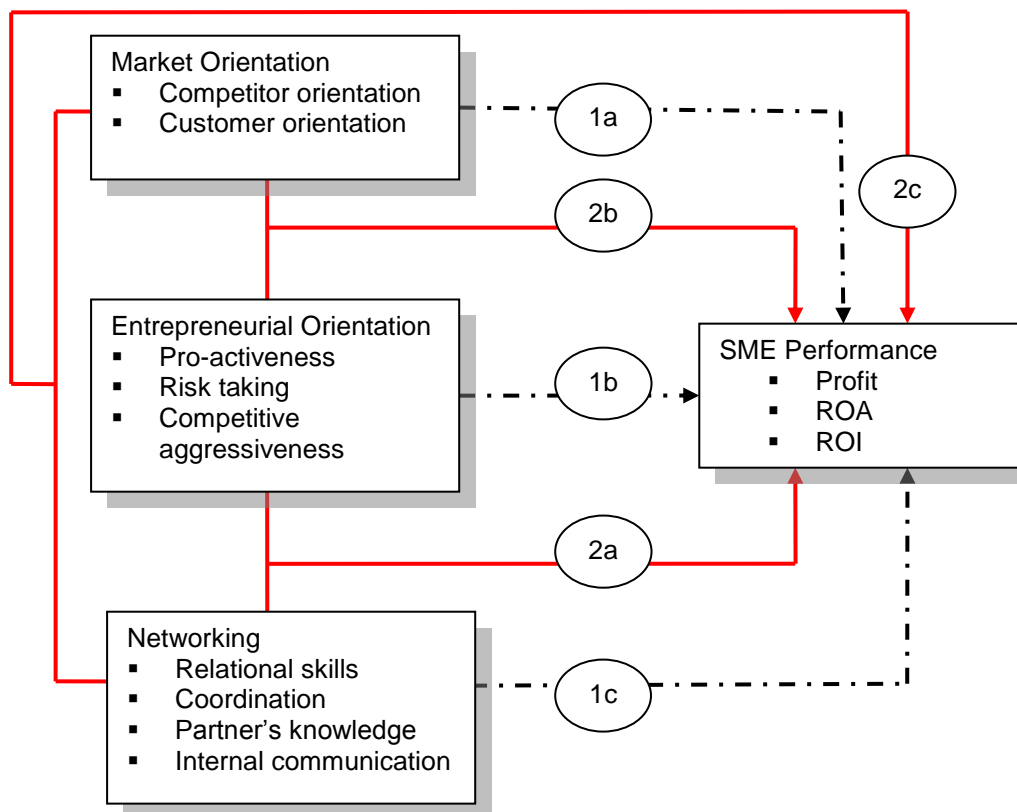 Market Orientation
▪ Competitor orientation
▪ Customer orientation
1a
2c
2b
Entrepreneurial Orientation
▪ Pro-activeness
▪ Risk taking
▪ Competitive
aggressiveness
1b
SME Performance
▪ Profit
▪ ROA
▪ ROI
2a
Networking
▪ Relational skills
▪ Coordination
▪ Partner’s knowledge
▪ Internal communication
1c